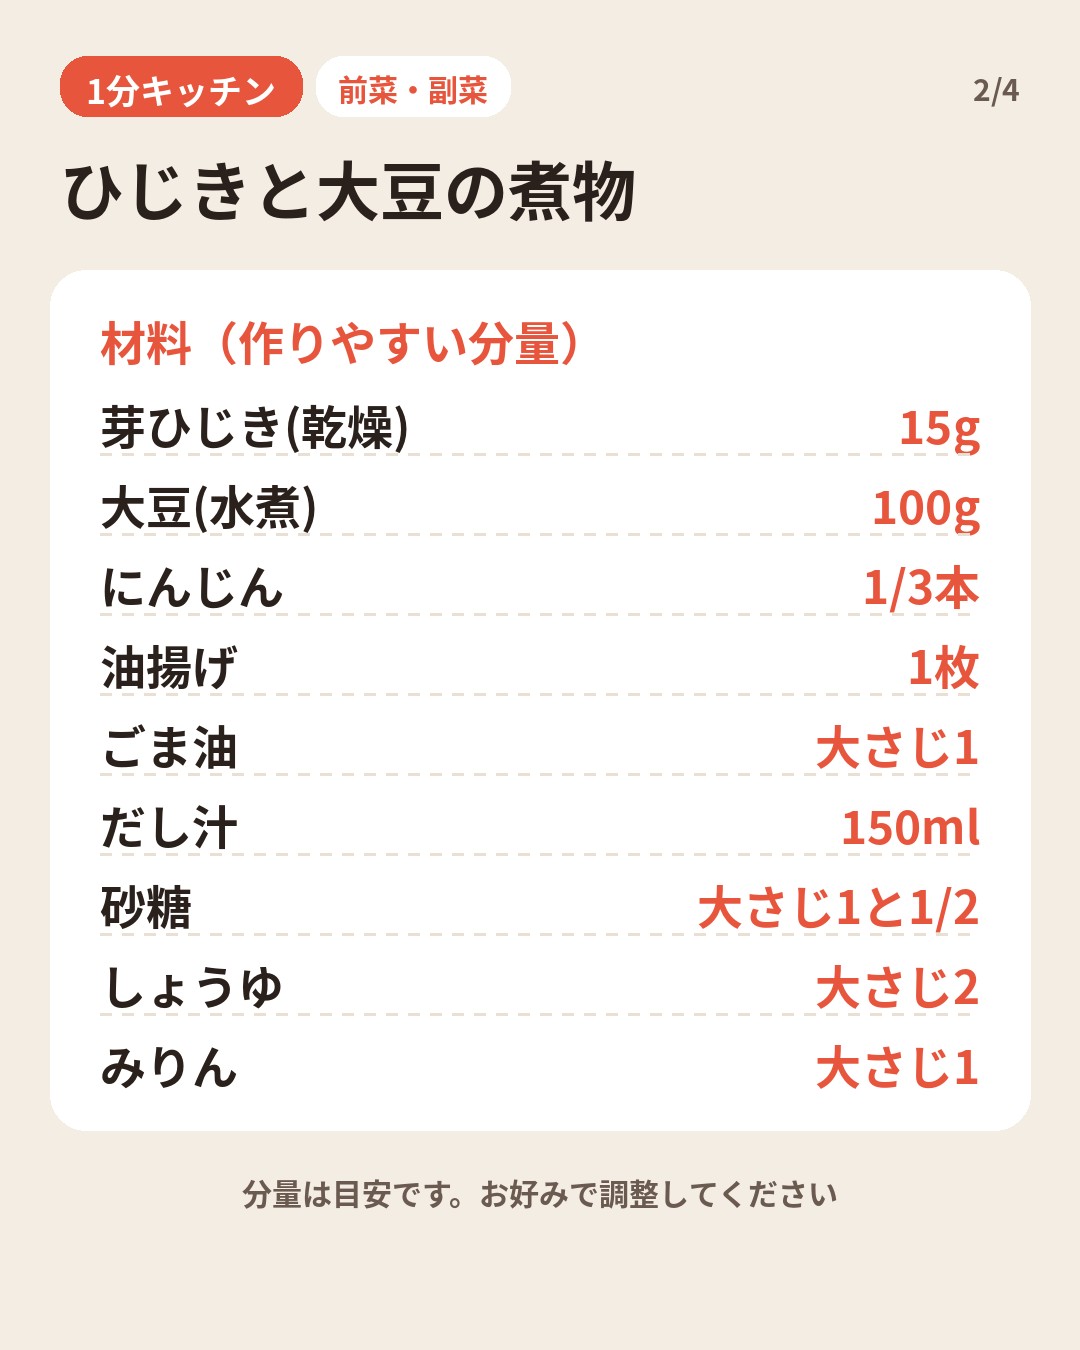 1分キッチン 前菜・副菜 2/4
ひじきと大豆の煮物
材料（作りやすい分量）
芽ひじき(乾燥) 15g
大豆(水煮) 100g
にんじん 1/3本
油揚げ 1枚
ごま油 大さじ1
だし汁 150ml
砂糖 大さじ1と1/2
しょうゆ 大さじ2
みりん 大さじ1
分量は目安です。お好みで調整してください